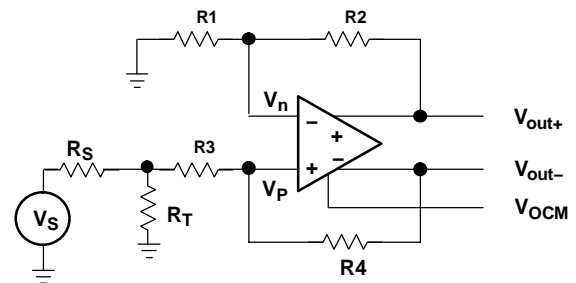 R1
R2
Vn
−
+
Vout+
RS
R3
+
−
Vout−
VP
VOCM
VS
RT
R4